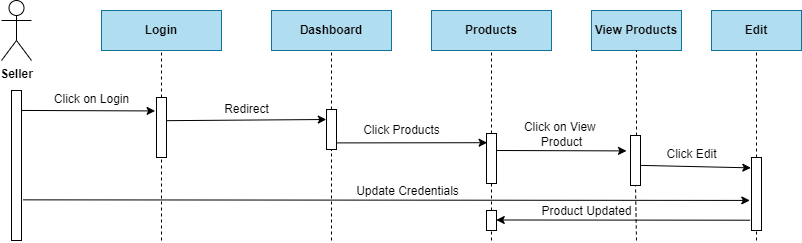 Login
Dashboard
Products
View Products
Edit
Seller
Click on Login
Redirect
Click Products
Click on View
Product
Click Edit
Update Credentials
Product Updated